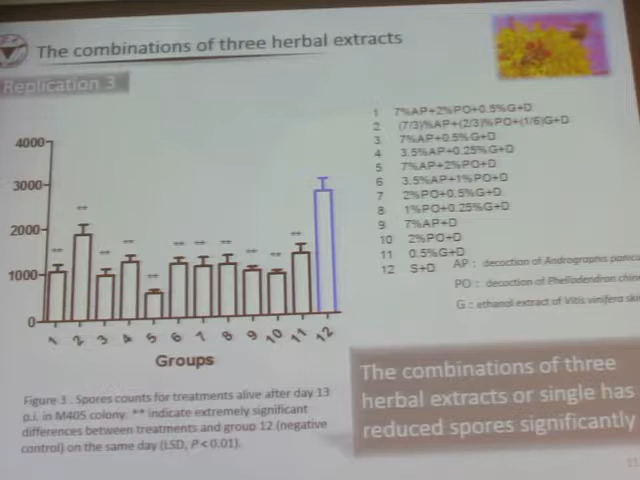 The combinations of three herbal extracts
Replication 3
4000
3000
2000
1000
0
** ** ** ** ** ** ** ** ** ** **
1 2 3 4 5 6 7 8 9 10 11 12
Groups
1 7%AP+2%PO+0.5%G+D
2 (7/3)%AP+(2/3)%PO+(1/6)G+D
3 7%AP+0.5%G+D
4 3.5%AP+0.25%G+D
5 7%AP+2%PO+D
6 3.5%AP+1%PO+D
7 2%PO+0.5%G+D
8 1%PO+0.25%G+D
9 7%AP+D
10 2%PO+D
11 0.5%G+D
12 S+D
AP : decoction of Andrographis panicu
PO : decoction of Phellodendron chine
G : ethanol extract of Vitis vinifera skin
Figure 3 . Spores counts for treatments alive after day 13
p.i. in M405 colony. ** indicate extremely significant
differences between treatments and group 12 (negative
control) on the same day (LSD, P < 0.01).
The combinations of three
herbal extracts or single has
reduced spores significantly